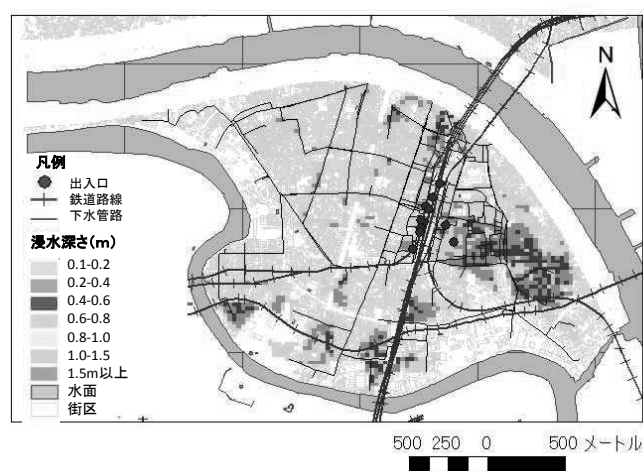 N
凡例
出入口
鉄道路線
下水管路
浸水深さ(m)
0.1-0.2
0.2-0.4
0.4-0.6
0.6-0.8
0.8-1.0
1.0-1.5
1.5m以上
水面
街区
500 250 0 500 メートル